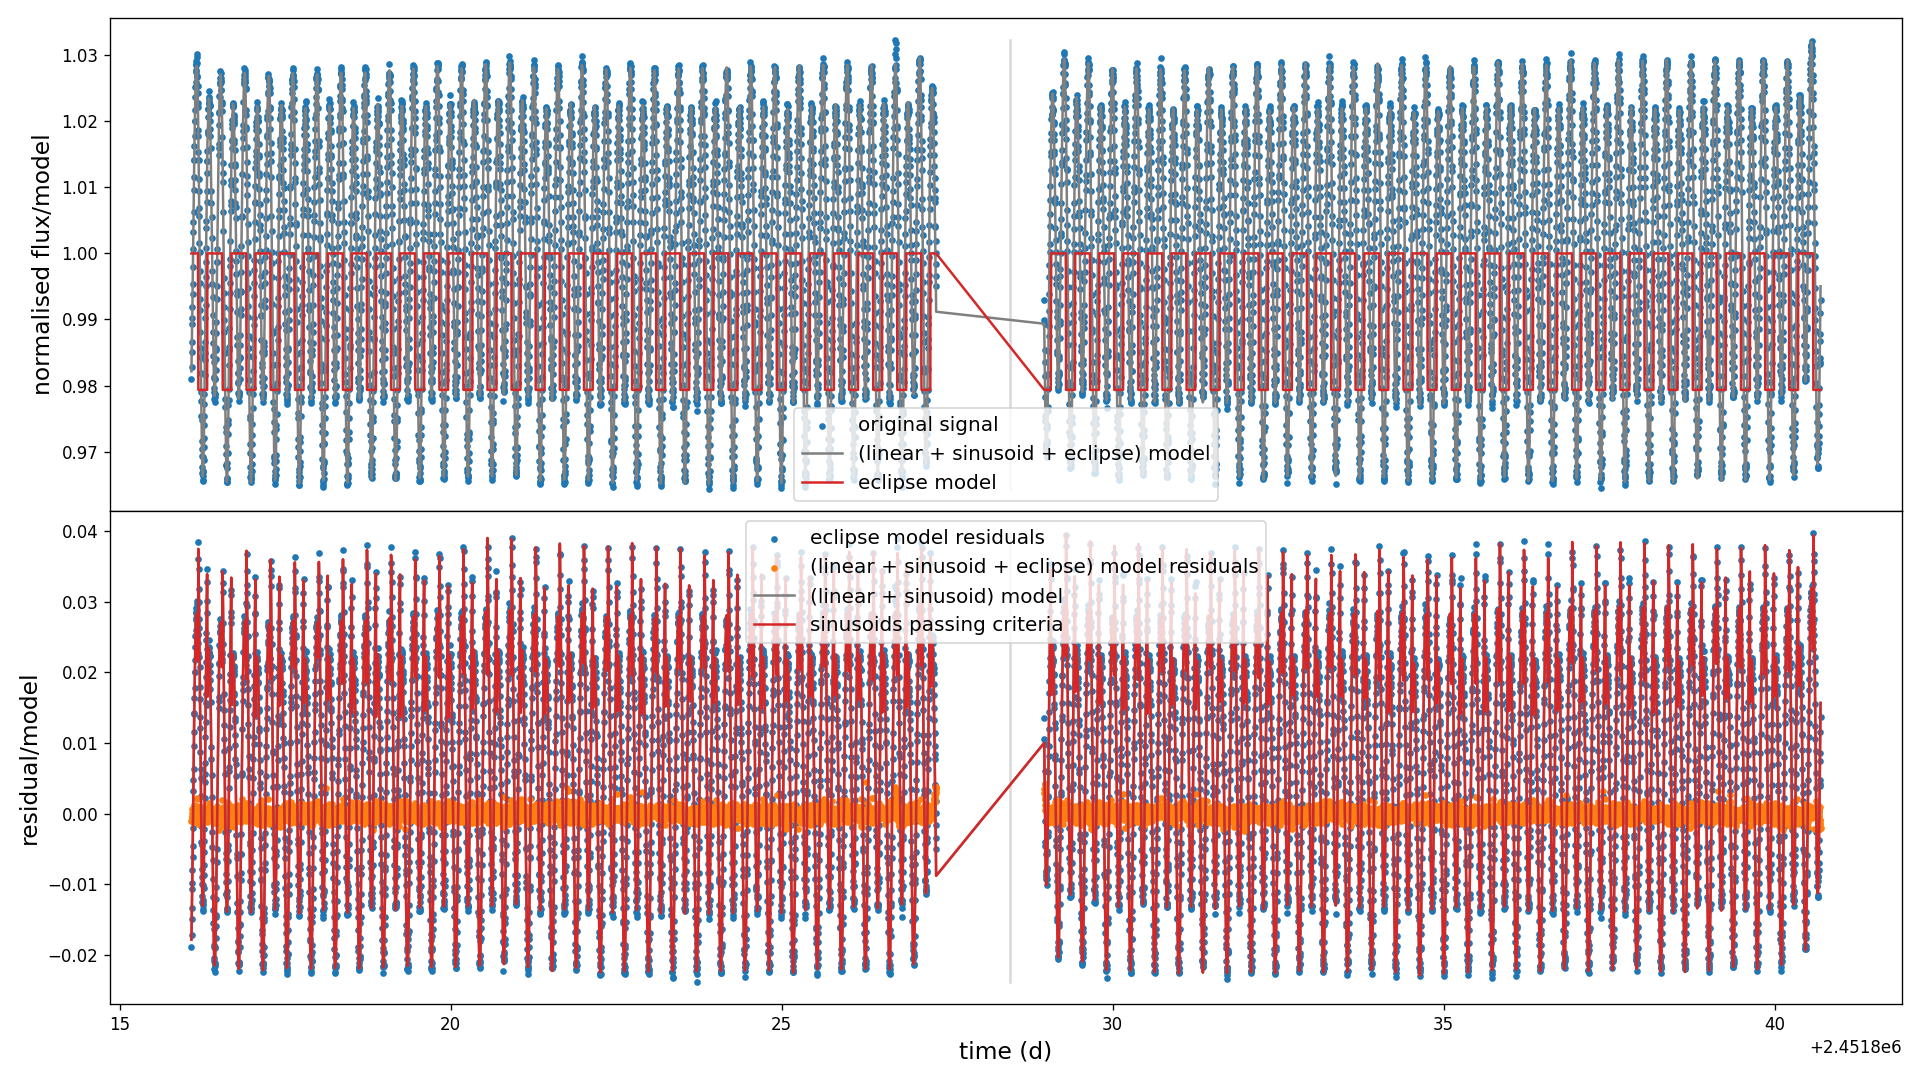 normalised flux/model
1.03
1.02
1.01
1.00
0.99
0.98
0.97
original signal
(linear + sinusoid + eclipse) model
eclipse model
residual/model
0.04
0.03
0.02
0.01
0.00
−0.01
−0.02
eclipse model residuals
(linear + sinusoid + eclipse) model residuals
(linear + sinusoid) model
sinusoids passing criteria
15 20 25 30 35 40
time (d)
+2.4518e6